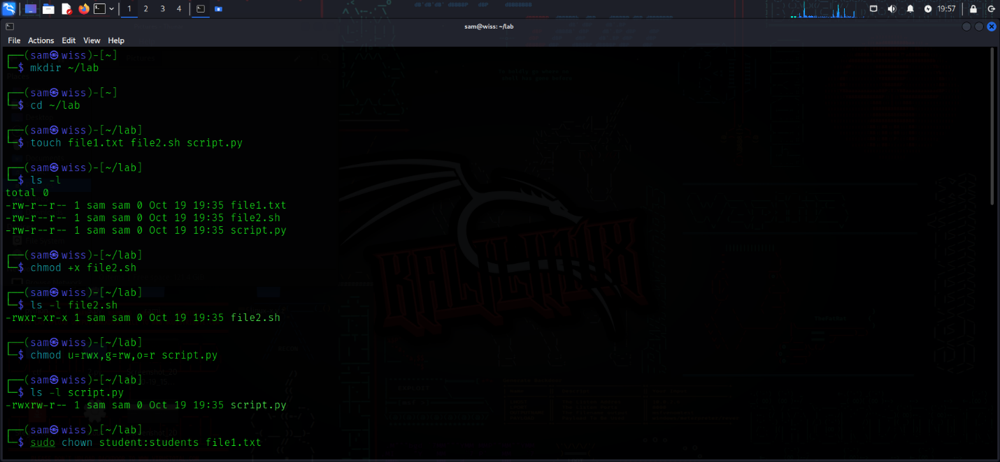 1 2 3 4
19:57
sam@wiss: ~/lab
File Actions Edit View Help
┌──(sam㉿wiss)-[~]
└─$ mkdir ~/lab
┌──(sam㉿wiss)-[~]
└─$ cd ~/lab
┌──(sam㉿wiss)-[~/lab]
└─$ touch file1.txt file2.sh script.py
┌──(sam㉿wiss)-[~/lab]
└─$ ls -l
total 0
-rw-r--r-- 1 sam sam 0 Oct 19 19:35 file1.txt
-rw-r--r-- 1 sam sam 0 Oct 19 19:35 file2.sh
-rw-r--r-- 1 sam sam 0 Oct 19 19:35 script.py
┌──(sam㉿wiss)-[~/lab]
└─$ chmod +x file2.sh
┌──(sam㉿wiss)-[~/lab]
└─$ ls -l file2.sh
-rwxr-xr-x 1 sam sam 0 Oct 19 19:35 file2.sh
┌──(sam㉿wiss)-[~/lab]
└─$ chmod u=rwx,g=rw,o=r script.py
┌──(sam㉿wiss)-[~/lab]
└─$ ls -l script.py
-rwxrw-r-- 1 sam sam 0 Oct 19 19:35 script.py
┌──(sam㉿wiss)-[~/lab]
└─$ sudo chown student:students file1.txt
KALI LINUX